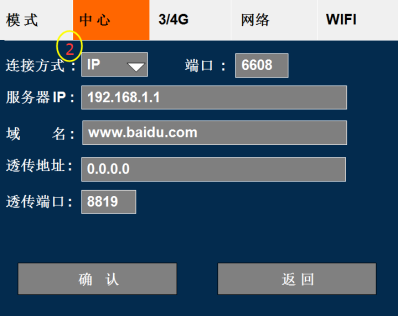 模式 中心 3/4G 网络 WIFI
2
连接方式： IP 端口： 6608
服务器IP： 192.168.1.1
域 名： www.baidu.com
透传地址： 0.0.0.0
透传端口： 8819
确 认 返 回